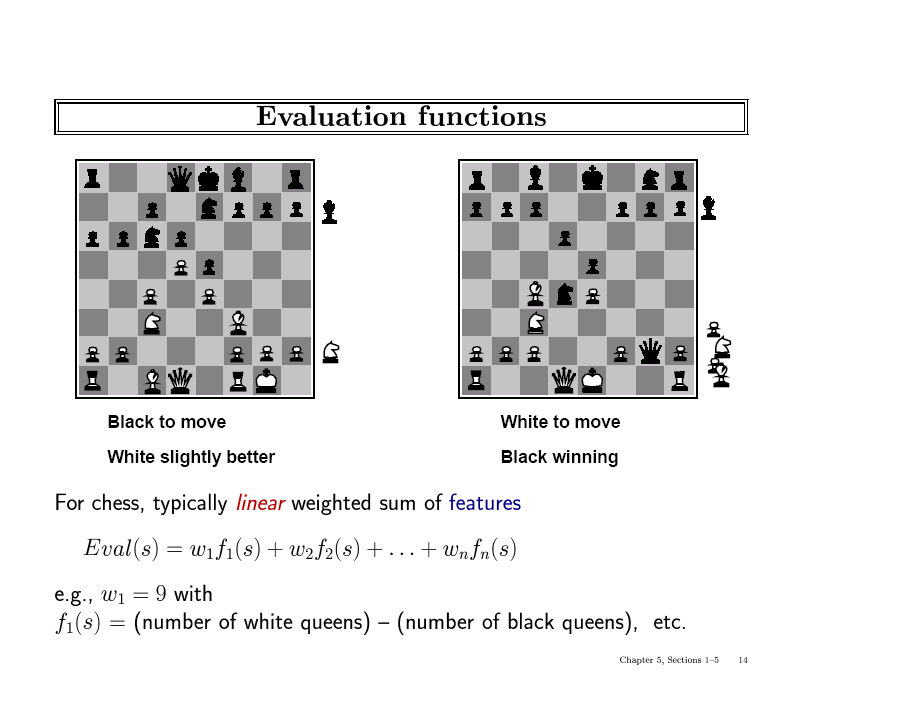 Evaluation functions
Black to move
White slightly better
White to move
Black winning
For chess, typically linear weighted sum of features
Eval(s) = w₁f₁(s) + w₂f₂(s) + . . . + wₙfₙ(s)
e.g., w₁ = 9 with
f₁(s) = (number of white queens) – (number of black queens), etc.
Chapter 5, Sections 1–5 14